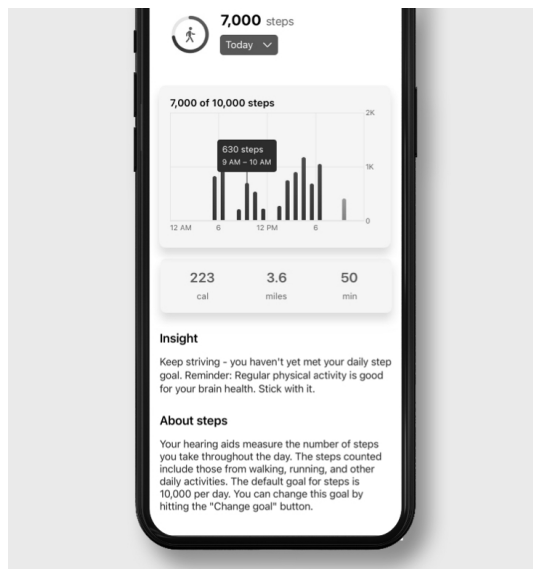 7,000 steps
Today
7,000 of 10,000 steps
2K
630 steps
9 AM – 10 AM
1K
0
12 AM 6 12 PM 6
223 3.6 50
cal miles min
Insight
Keep striving - you haven't yet met your daily step
goal. Reminder: Regular physical activity is good
for your brain health. Stick with it.
About steps
Your hearing aids measure the number of steps
you take throughout the day. The steps counted
include those from walking, running, and other
daily activities. The default goal for steps is
10,000 per day. You can change this goal by
hitting the "Change goal" button.